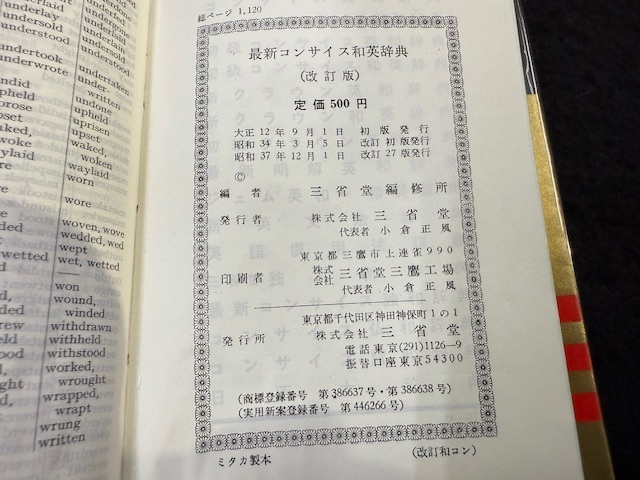 erlaid
undersold
understood
undertook
underwrote
undertaken
under-
written
undone
upheld
uprisen
upset
waked,
woken
waylaid
worn
wore
woven, wove
wedded, wed
wept
wetted
wet, wetted
—
won
wound,
winded
withdrawn
withheld
withstood
worked,
wrought
wrapped,
wrapt
wrung
written
総ページ 1,120
最新コンサイス和英辞典
(改訂版)
定価 500 円
大正 12 年 9 月 1 日 初版発行
昭和 34 年 3 月 5 日 改訂 初版発行
昭和 37 年 12 月 1 日 改訂 27 版発行
©
編者 三省堂編修所
発行者 株式会社 三省堂
代表者 小倉正風
東京都三鷹市上連雀 990
印刷者 株式会社 三省堂三鷹工場
代表者 小倉正風
東京都千代田区神田神保町 1 の 1
発行所 株式会社 三省堂
電話 東京 (291) 1126～9
振替口座 東京 54300
(商標登録番号 第 386637 号・第 386638 号)
(実用新案登録番号 第 446266 号)
ミタカ製本
(改訂和コン)